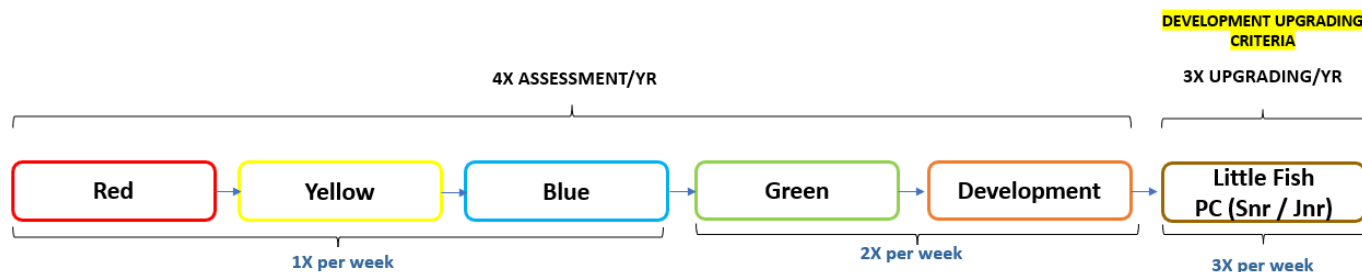 DEVELOPMENT UPGRADING
CRITERIA
4X ASSESSMENT/YR
3X UPGRADING/YR
Red
Yellow
Blue
Green
Development
Little Fish
PC (Snr / Jnr)
1X per week
2X per week
3X per week